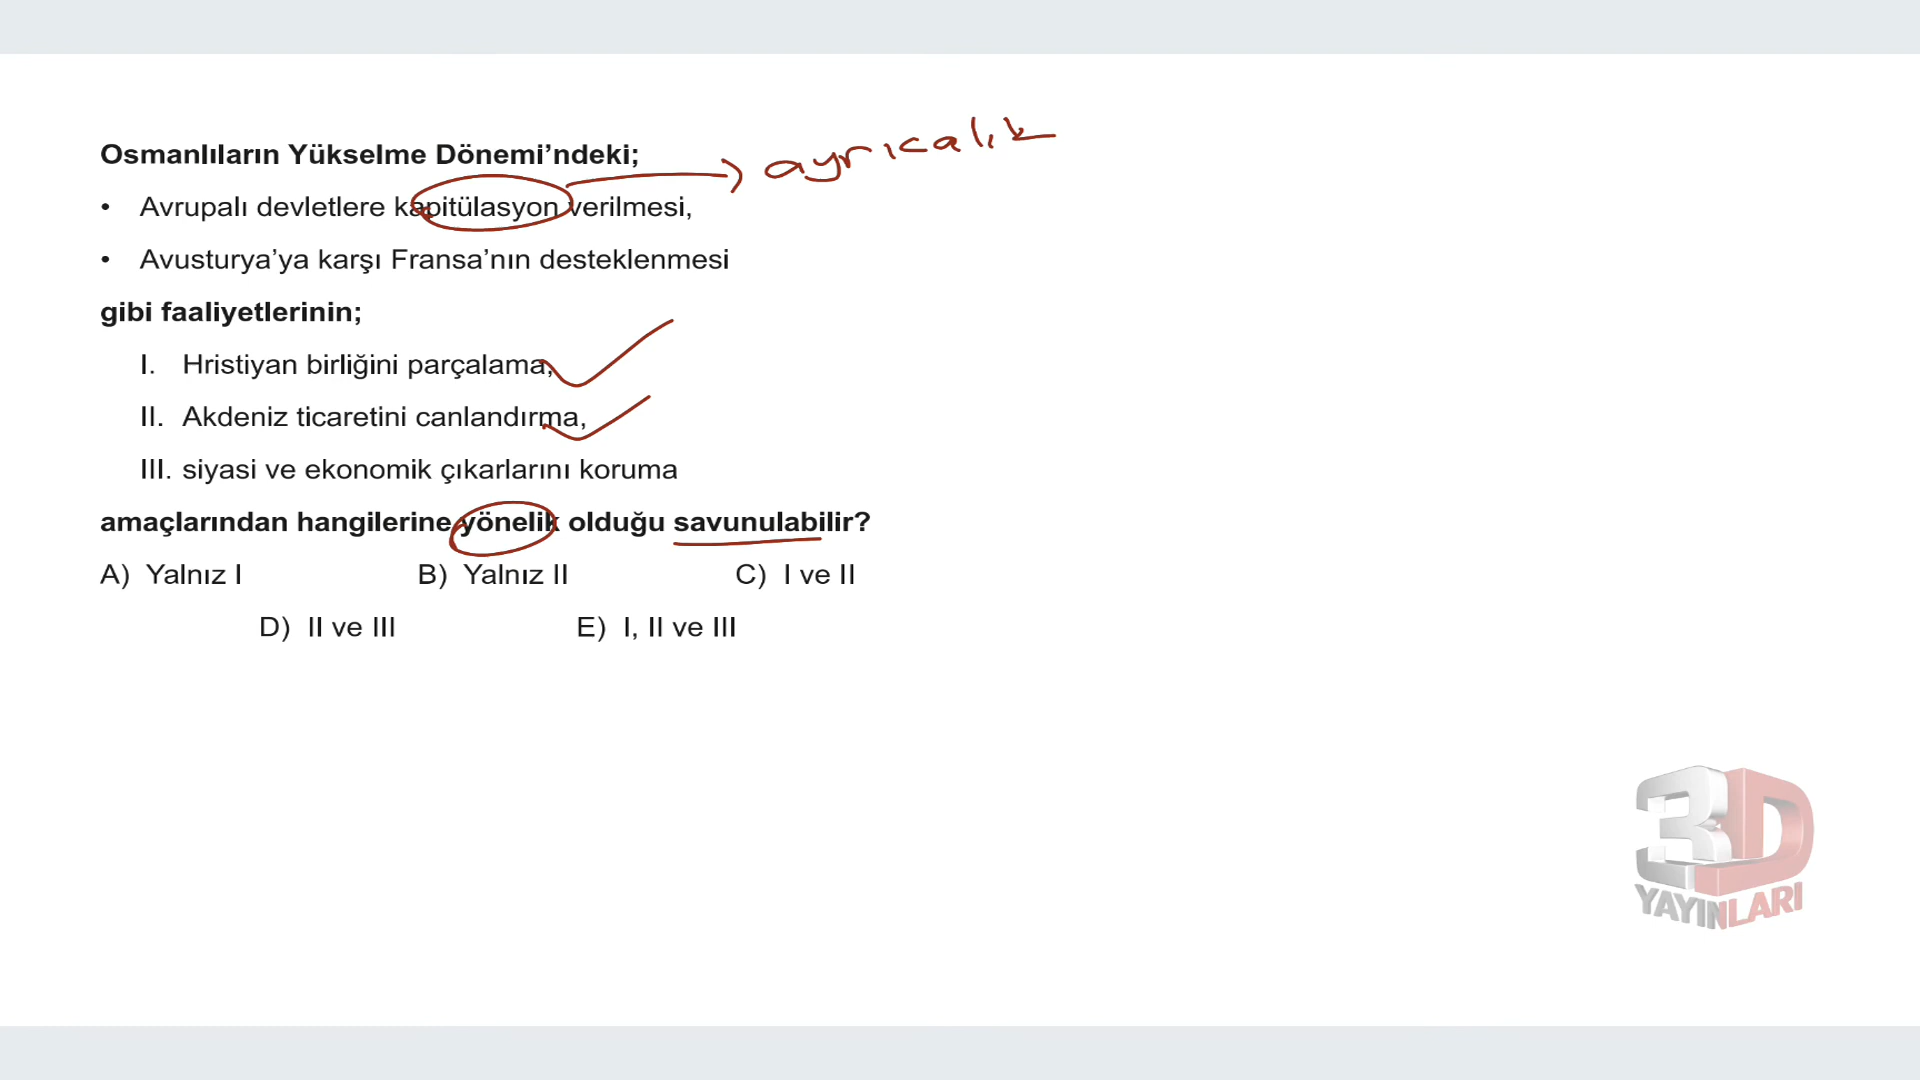 Osmanlıların Yükselme Dönemi’ndeki;
ayrıcalık
• Avrupalı devletlere kapitülasyon verilmesi,
• Avusturya’ya karşı Fransa’nın desteklenmesi
gibi faaliyetlerinin;
I. Hristiyan birliğini parçalama,
II. Akdeniz ticaretini canlandırma,
III. siyasi ve ekonomik çıkarlarını koruma
amaçlarından hangilerine yönelik olduğu savunulabilir?
A) Yalnız I B) Yalnız II C) I ve II
D) II ve III E) I, II ve III
3D
YAYINLARI